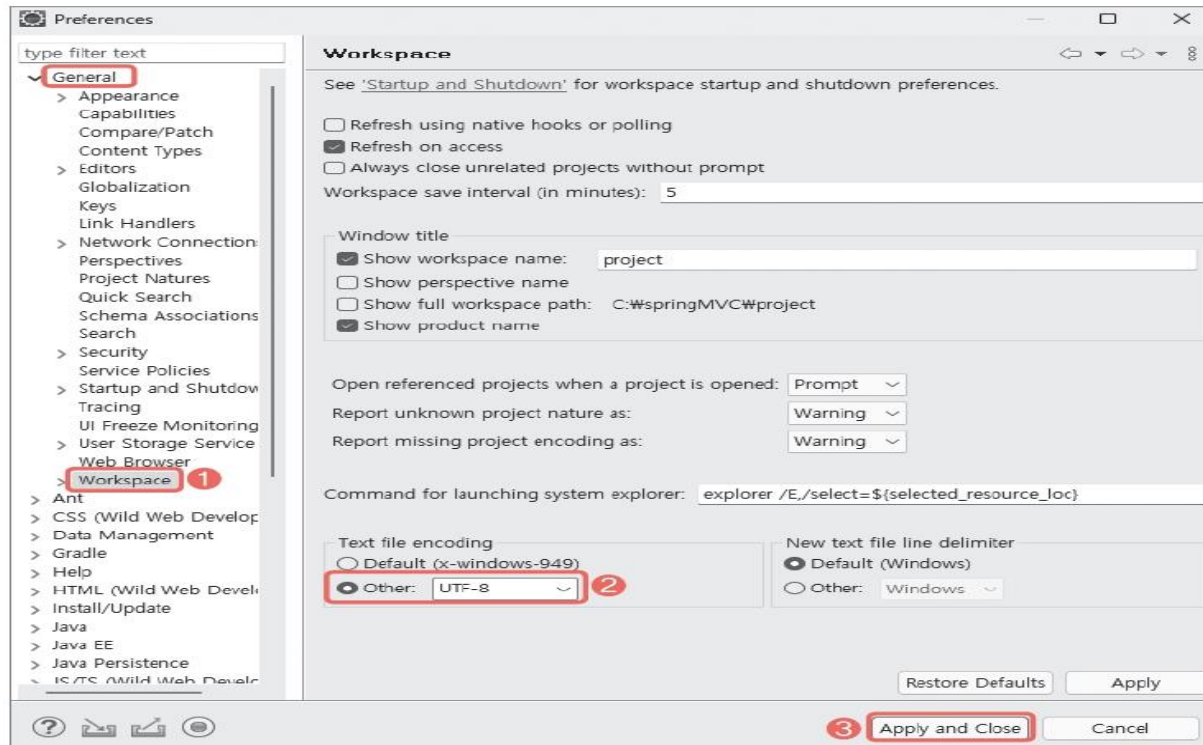 Preferences
type filter text
General
Appearance
Capabilities
Compare/Patch
Content Types
Editors
Globalization
Keys
Link Handlers
Network Connection
Perspectives
Project Natures
Quick Search
Schema Associations
Search
Security
Service Policies
Startup and Shutdow
Tracing
UI Freeze Monitoring
User Storage Service
Web Browser
Workspace 1
Ant
CSS (Wild Web Develop
Data Management
Gradle
Help
HTML (Wild Web Devel
Install/Update
Java
Java EE
Java Persistence
JS/TS (Wild Web Develc
Workspace
See 'Startup and Shutdown' for workspace startup and shutdown preferences.
Refresh using native hooks or polling
Refresh on access
Always close unrelated projects without prompt
Workspace save interval (in minutes): 5
Window title
Show workspace name: project
Show perspective name
Show full workspace path: C:₩springMVC₩project
Show product name
Open referenced projects when a project is opened: Prompt
Report unknown project nature as: Warning
Report missing project encoding as: Warning
Command for launching system explorer: explorer /E,/select=${selected_resource_loc}
Text file encoding
Default (x-windows-949)
Other: UTF-8 2
New text file line delimiter
Default (Windows)
Other: Windows
Restore Defaults Apply
3 Apply and Close Cancel